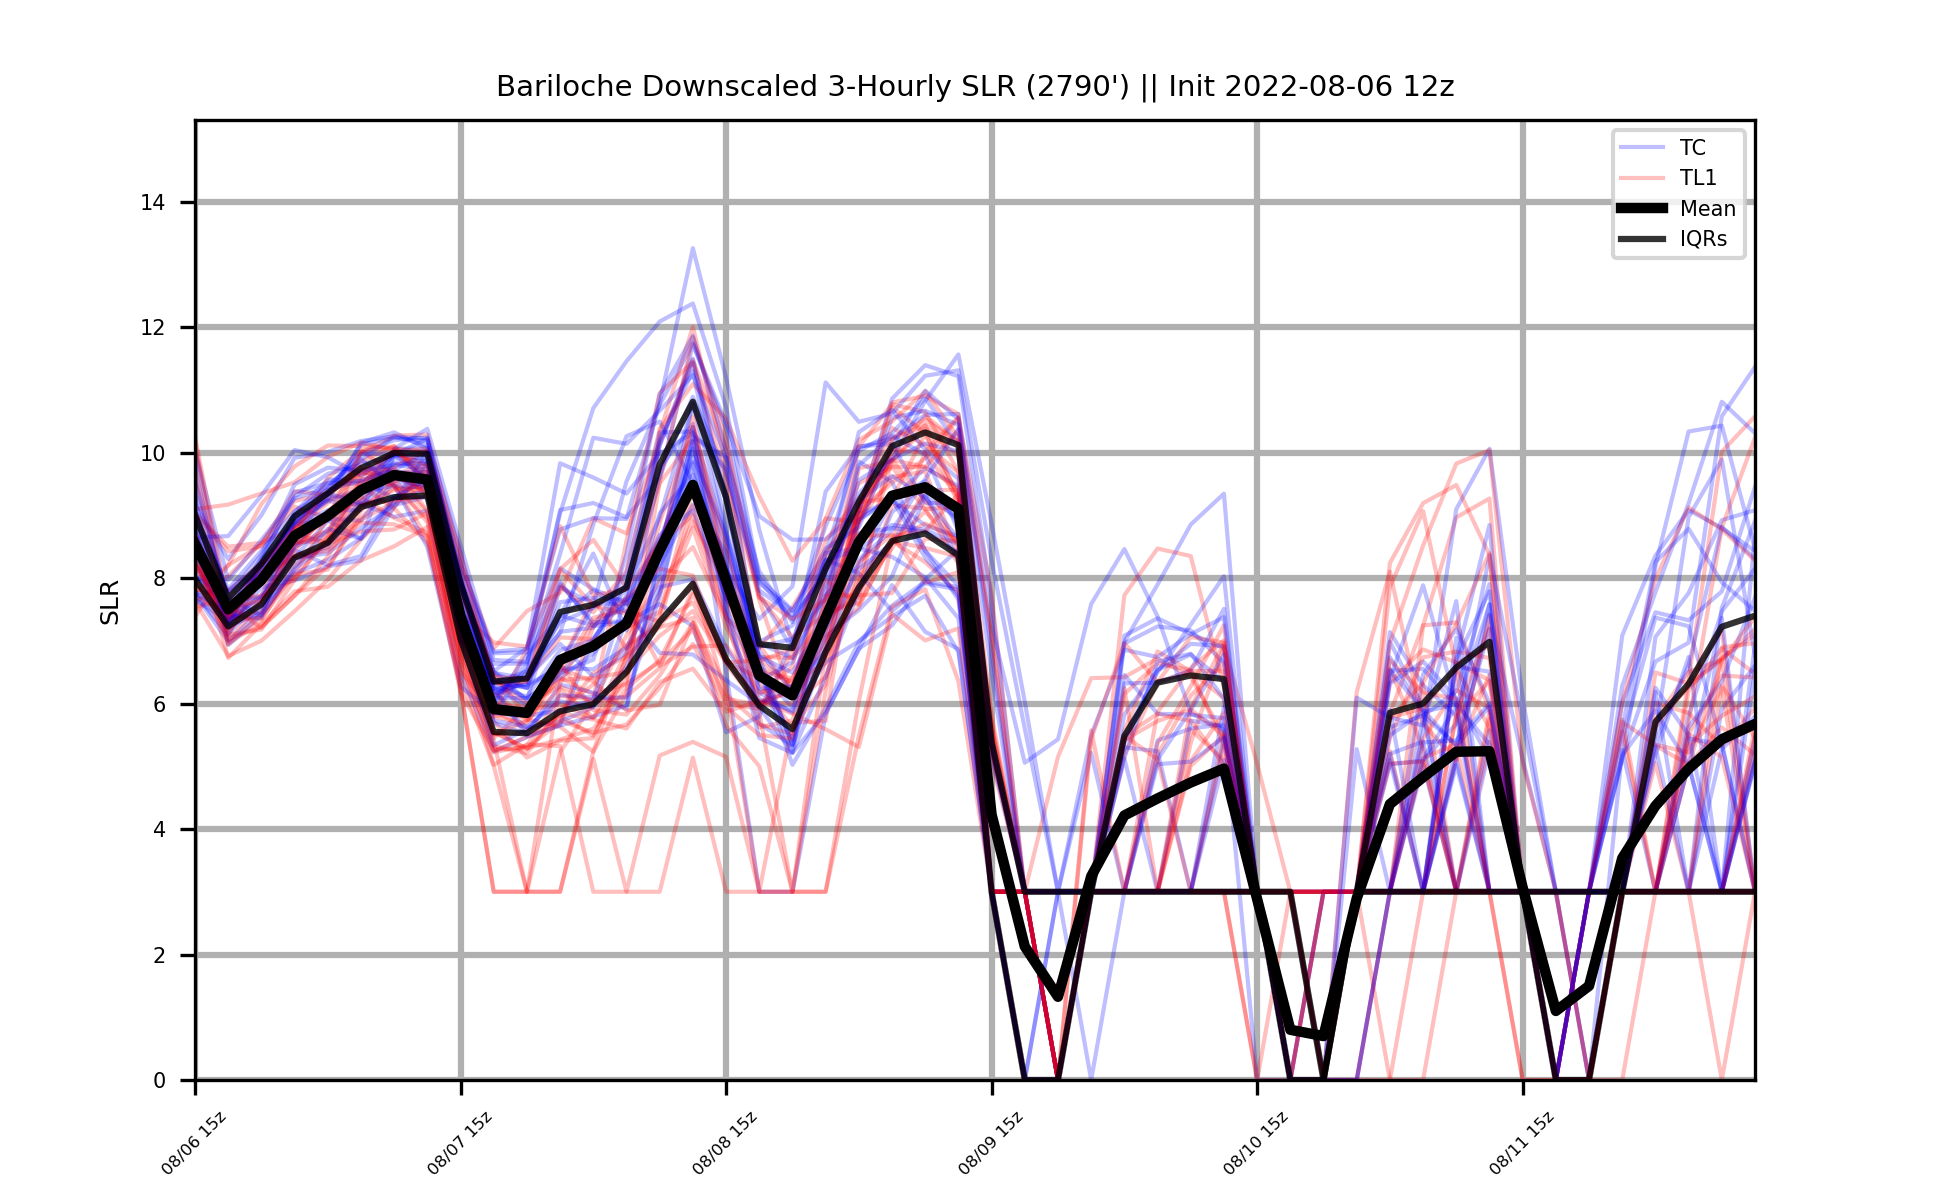 Bariloche Downscaled 3-Hourly SLR (2790') || Init 2022-08-06 12z
TC
TL1
Mean
IQRs
SLR
14
12
10
8
6
4
2
0
08/06 15z
08/07 15z
08/08 15z
08/09 15z
08/10 15z
08/11 15z